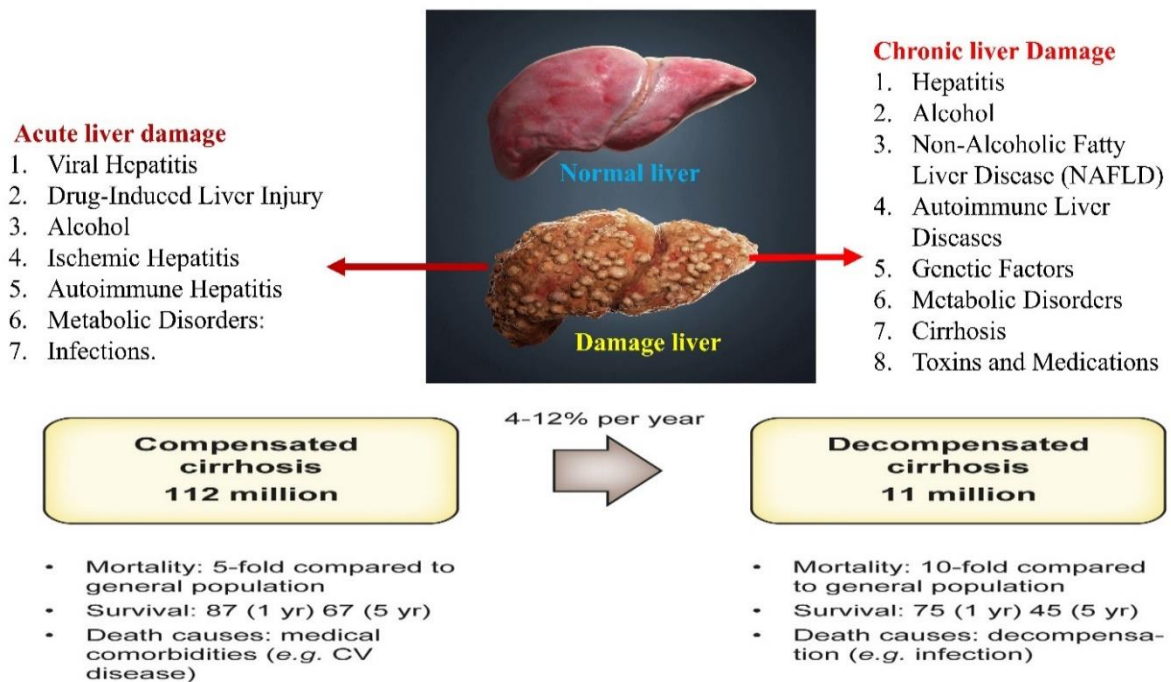 Acute liver damage
1. Viral Hepatitis
2. Drug-Induced Liver Injury
3. Alcohol
4. Ischemic Hepatitis
5. Autoimmune Hepatitis
6. Metabolic Disorders:
7. Infections.
Normal liver
Damage liver
Chronic liver Damage
1. Hepatitis
2. Alcohol
3. Non-Alcoholic Fatty
Liver Disease (NAFLD)
4. Autoimmune Liver
Diseases
5. Genetic Factors
6. Metabolic Disorders
7. Cirrhosis
8. Toxins and Medications
Compensated
cirrhosis
112 million
4-12% per year
Decompensated
cirrhosis
11 million
• Mortality: 5-fold compared to
general population
• Survival: 87 (1 yr) 67 (5 yr)
• Death causes: medical
comorbidities (e.g. CV
disease)
• Mortality: 10-fold compared
to general population
• Survival: 75 (1 yr) 45 (5 yr)
• Death causes: decompensa-
tion (e.g. infection)